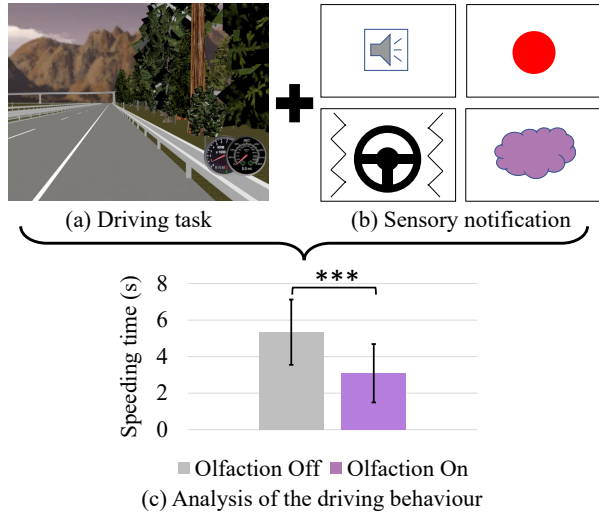 (a) Driving task
(b) Sensory notification
***
Speeding time (s)
8
6
4
2
0
Olfaction Off
Olfaction On
(c) Analysis of the driving behaviour